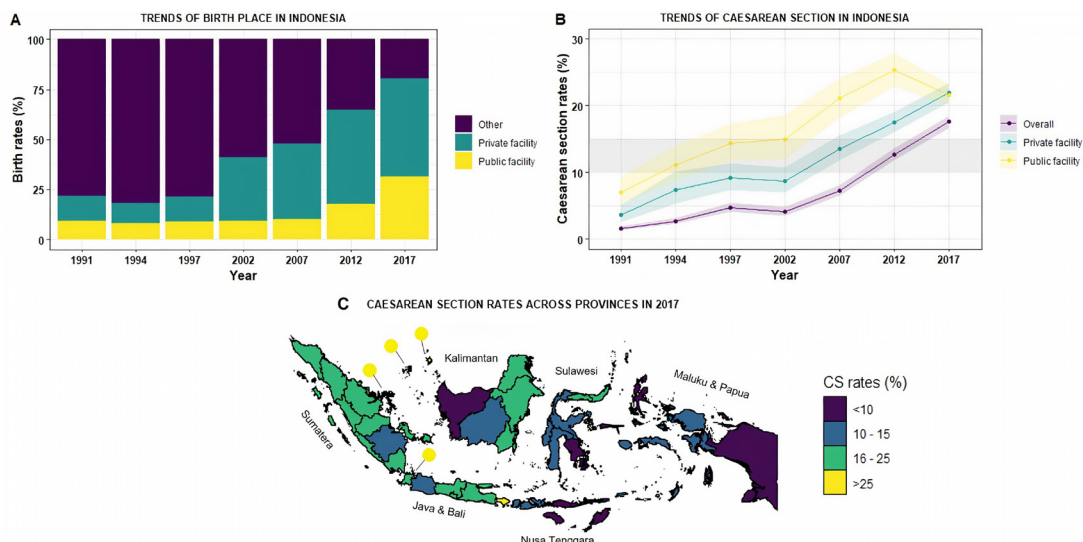 A
TRENDS OF BIRTH PLACE IN INDONESIA
100
75
50
25
0
Birth rates (%)
1991 1994 1997 2002 2007 2012 2017
Year
Other
Private facility
Public facility
B
TRENDS OF CAESAREAN SECTION IN INDONESIA
30
20
10
0
Caesarean section rates (%)
1991 1994 1997 2002 2007 2012 2017
Year
Overall
Private facility
Public facility
C CAESAREAN SECTION RATES ACROSS PROVINCES IN 2017
Kalimantan
Sulawesi
Maluku & Papua
Sumatera
Java & Bali
Nusa Tenggara
CS rates (%)
<10
10 - 15
16 - 25
>25